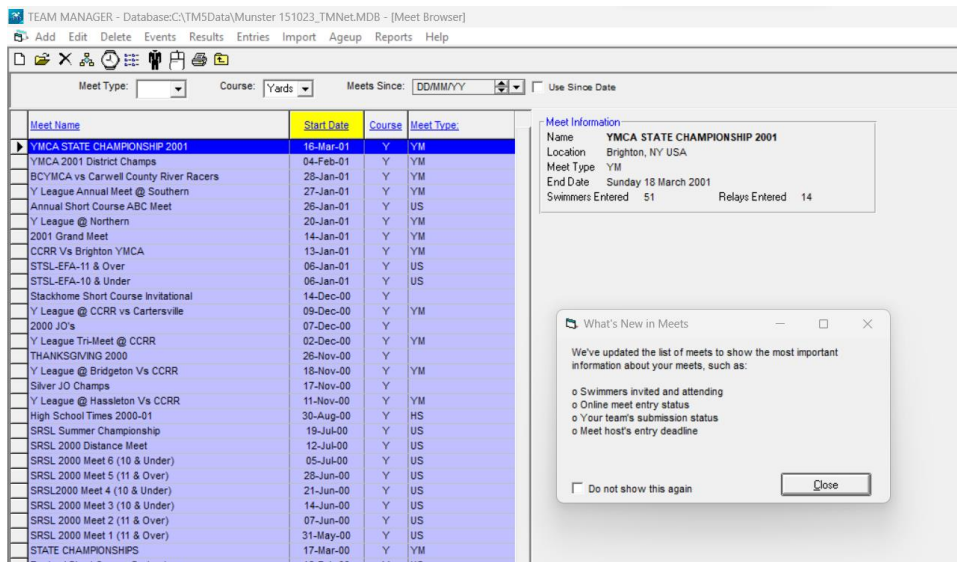 TEAM MANAGER - Database:C:\TM5Data\Munster 151023_TMNet.MDB - [Meet Browser]
Add Edit Delete Events Results Entries Import Ageup Reports Help
Meet Type: Course: Yards Meets Since: DD/MM/YY Use Since Date
Meet Name Start Date Course Meet Type:
YMCA STATE CHAMPIONSHIP 2001 16-Mar-01 Y YM
YMCA 2001 District Champs 04-Feb-01 Y YM
BCYMCA vs Carwell County River Racers 28-Jan-01 Y YM
Y League Annual Meet @ Southern 27-Jan-01 Y YM
Annual Short Course ABC Meet 26-Jan-01 Y US
Y League @ Northern 20-Jan-01 Y YM
2001 Grand Meet 14-Jan-01 Y YM
CCRR Vs Brighton YMCA 13-Jan-01 Y YM
STSL-EFA-11 & Over 06-Jan-01 Y US
STSL-EFA-10 & Under 06-Jan-01 Y US
Stackhome Short Course Invitational 14-Dec-00 Y
Y League @ CCRR vs Cartersville 09-Dec-00 Y YM
2000 JO's 07-Dec-00 Y
Y League Tri-Meet @ CCRR 02-Dec-00 Y YM
THANKSGIVING 2000 26-Nov-00 Y
Y League @ Bridgeton Vs CCRR 18-Nov-00 Y YM
Silver JO Champs 17-Nov-00 Y
Y League @ Hassleton Vs CCRR 11-Nov-00 Y YM
High School Times 2000-01 30-Aug-00 Y HS
SRSL Summer Championship 19-Jul-00 Y US
SRSL 2000 Distance Meet 12-Jul-00 Y US
SRSL 2000 Meet 6 (10 & Under) 05-Jul-00 Y US
SRSL 2000 Meet 5 (11 & Over) 28-Jun-00 Y US
SRSL2000 Meet 4 (10 & Under) 21-Jun-00 Y US
SRSL 2000 Meet 3 (10 & Under) 14-Jun-00 Y US
SRSL 2000 Meet 2 (11 & Over) 07-Jun-00 Y US
SRSL 2000 Meet 1 (11 & Over) 31-May-00 Y US
STATE CHAMPIONSHIPS 17-Mar-00 Y YM
Meet Information
Name YMCA STATE CHAMPIONSHIP 2001
Location Brighton, NY USA
Meet Type YM
End Date Sunday 18 March 2001
Swimmers Entered 51 Relays Entered 14
What's New in Meets
We've updated the list of meets to show the most important
information about your meets, such as:
o Swimmers invited and attending
o Online meet entry status
o Your team's submission status
o Meet host's entry deadline
Do not show this again Close